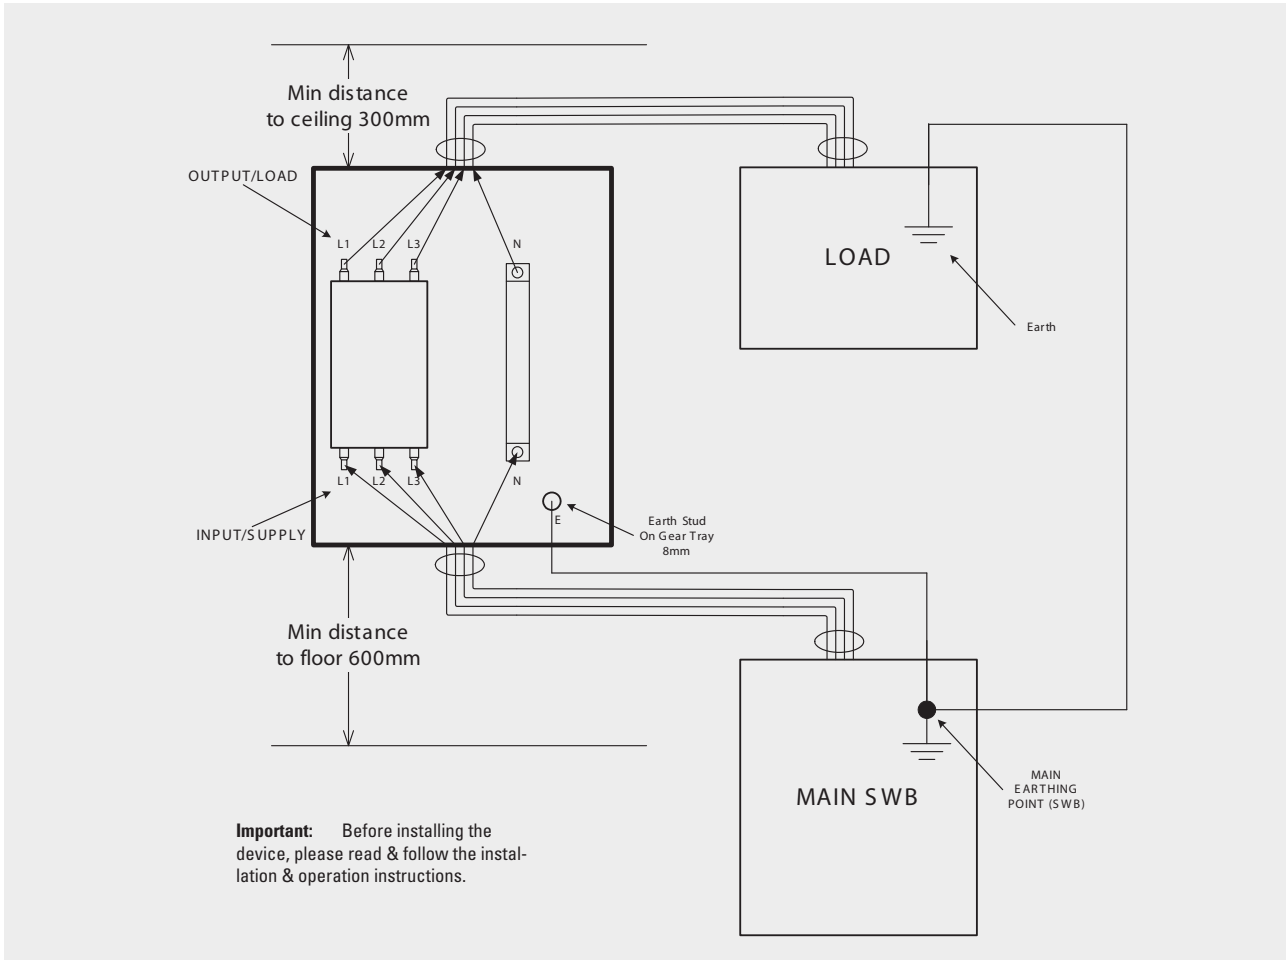 Min distance
to ceiling 300mm
OUTPUT/LOAD
L1 L2 L3 N
LOAD
Earth
L1 L2 L3 N
INPUT/SUPPLY
E
Earth Stud
On Gear Tray
8mm
Min distance
to floor 600mm
MAIN SWB
MAIN
EARTHING
POINT (SWB)
Important: Before installing the
device, please read & follow the instal-
lation & operation instructions.